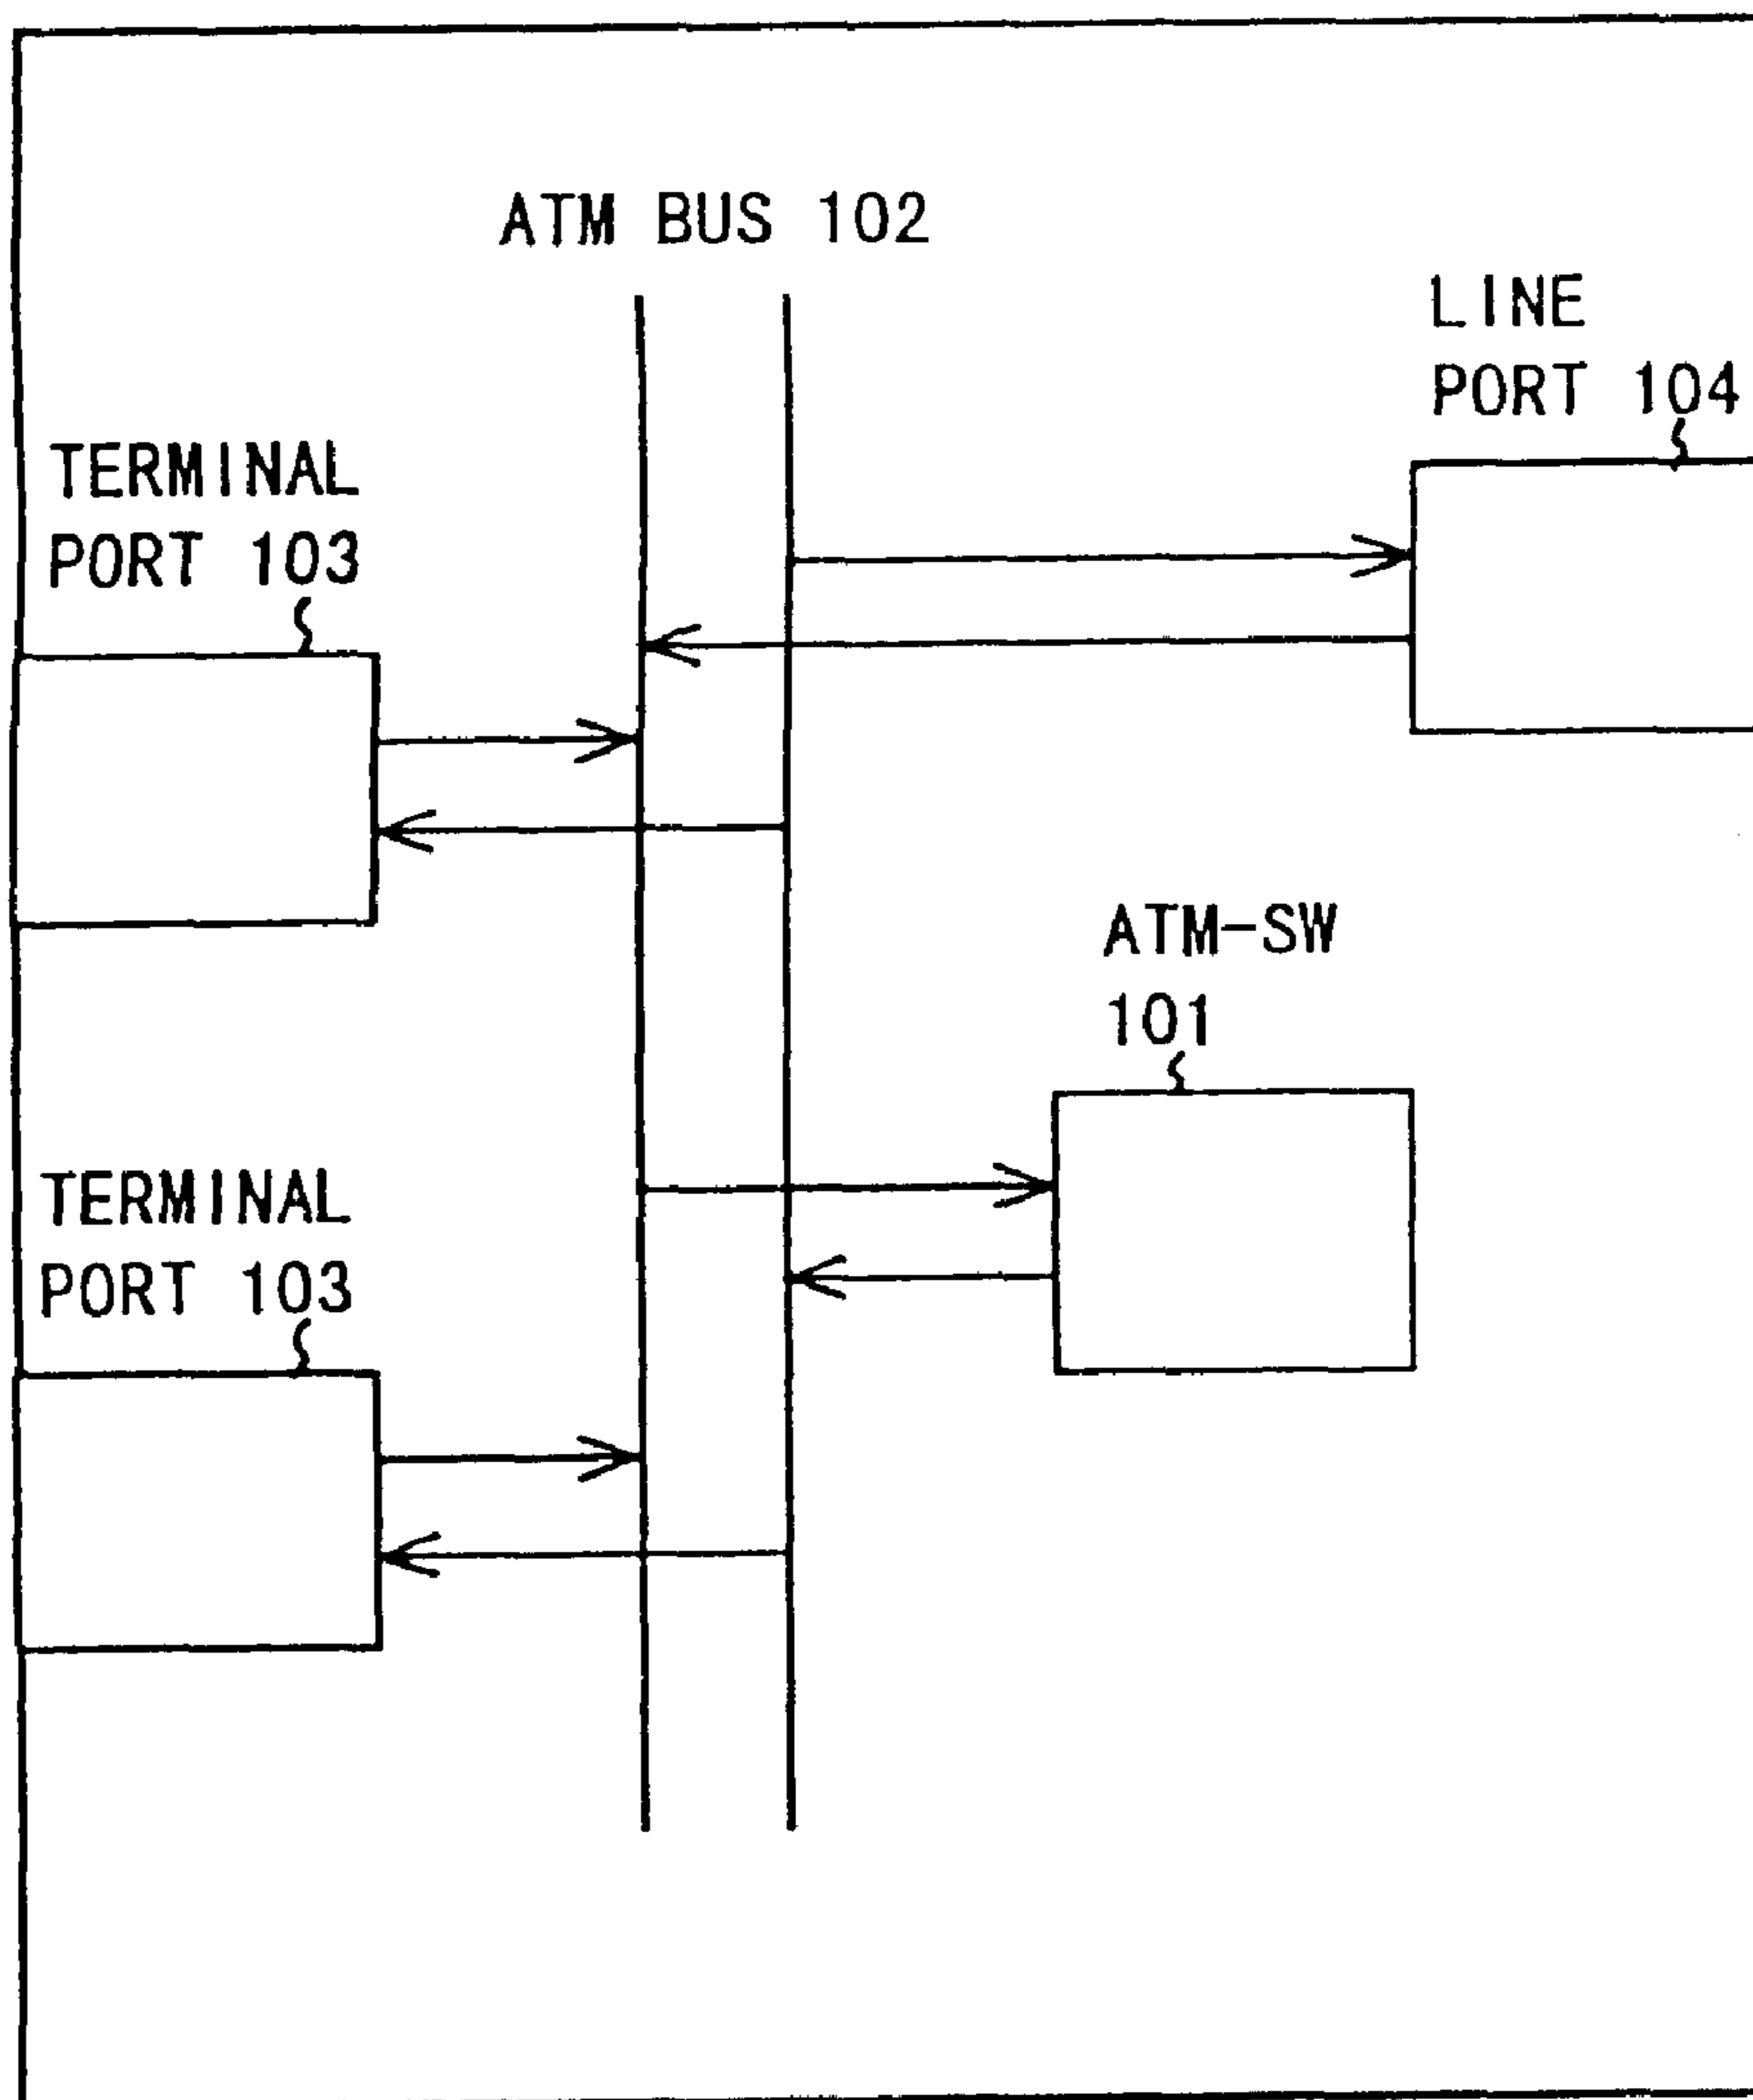 ATM BUS 102
LINE
PORT 104
TERMINAL
PORT 103
ATM-SW
101
TERMINAL
PORT 103